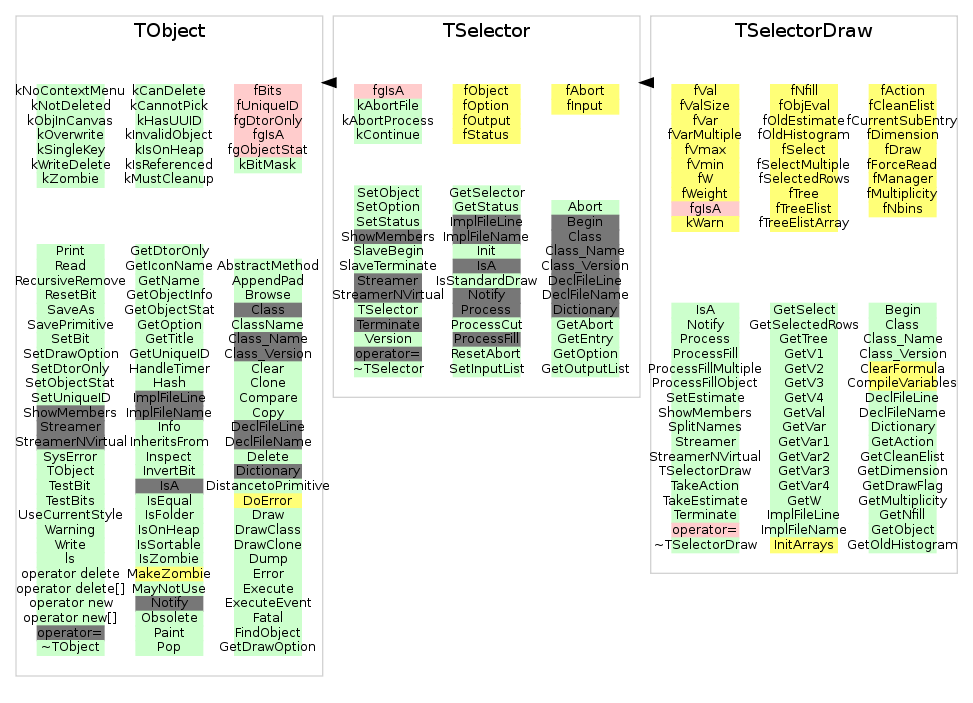 TObject
kNoContextMenu
kNotDeleted
kObjInCanvas
kOverwrite
kSingleKey
kWriteDelete
kZombie
kCanDelete
kCannotPick
kHasUUID
kInvalidObject
kIsOnHeap
kIsReferenced
kMustCleanup
fBits
fUniqueID
fgDtorOnly
fgIsA
fgObjectStat
kBitMask
Print
Read
RecursiveRemove
ResetBit
SaveAs
SavePrimitive
SetBit
SetDrawOption
SetDtorOnly
SetObjectStat
SetUniqueID
ShowMembers
Streamer
StreamerNVirtual
SysError
TObject
TestBit
TestBits
UseCurrentStyle
Warning
Write
ls
operator delete
operator delete[]
operator new
operator new[]
operator=
~TObject
GetDtorOnly
GetIconName
GetName
GetObjectInfo
GetObjectStat
GetOption
GetTitle
GetUniqueID
HandleTimer
Hash
ImplFileLine
ImplFileName
Info
InheritsFrom
Inspect
InvertBit
IsA
IsEqual
IsFolder
IsOnHeap
IsSortable
IsZombie
MakeZombie
MayNotUse
Notify
Obsolete
Paint
Pop
AbstractMethod
AppendPad
Browse
Class
ClassName
Class_Name
Class_Version
Clear
Clone
Compare
Copy
DeclFileLine
DeclFileName
Delete
Dictionary
DistancetoPrimitive
DoError
Draw
DrawClass
DrawClone
Dump
Error
Execute
ExecuteEvent
Fatal
FindObject
GetDrawOption
TSelector
fgIsA
kAbortFile
kAbortProcess
kContinue
fObject
fOption
fOutput
fStatus
fAbort
fInput
SetObject
SetOption
SetStatus
ShowMembers
SlaveBegin
SlaveTerminate
Streamer
StreamerNVirtual
TSelector
Terminate
Version
operator=
~TSelector
GetSelector
GetStatus
ImplFileLine
ImplFileName
Init
IsA
IsStandardDraw
Notify
Process
ProcessCut
ProcessFill
ResetAbort
SetInputList
Abort
Begin
Class
Class_Name
Class_Version
DeclFileLine
DeclFileName
Dictionary
GetAbort
GetEntry
GetOption
GetOutputList
TSelectorDraw
fVal
fValSize
fVar
fVarMultiple
fVmax
fVmin
fW
fWeight
fgIsA
kWarn
fNfill
fObjEval
fOldEstimate
fOldHistogram
fSelect
fSelectMultiple
fSelectedRows
fTree
fTreeElist
fTreeElistArray
fAction
fCleanElist
fCurrentSubEntry
fDimension
fDraw
fForceRead
fManager
fMultiplicity
fNbins
IsA
Notify
Process
ProcessFill
ProcessFillMultiple
ProcessFillObject
SetEstimate
ShowMembers
SplitNames
Streamer
StreamerNVirtual
TSelectorDraw
TakeAction
TakeEstimate
Terminate
operator=
~TSelectorDraw
GetSelect
GetSelectedRows
GetTree
GetV1
GetV2
GetV3
GetV4
GetVal
GetVar
GetVar1
GetVar2
GetVar3
GetVar4
GetW
ImplFileLine
ImplFileName
InitArrays
Begin
Class
Class_Name
Class_Version
ClearFormula
CompileVariables
DeclFileLine
DeclFileName
Dictionary
GetAction
GetCleanElist
GetDimension
GetDrawFlag
GetMultiplicity
GetNfill
GetObject
GetOldHistogram